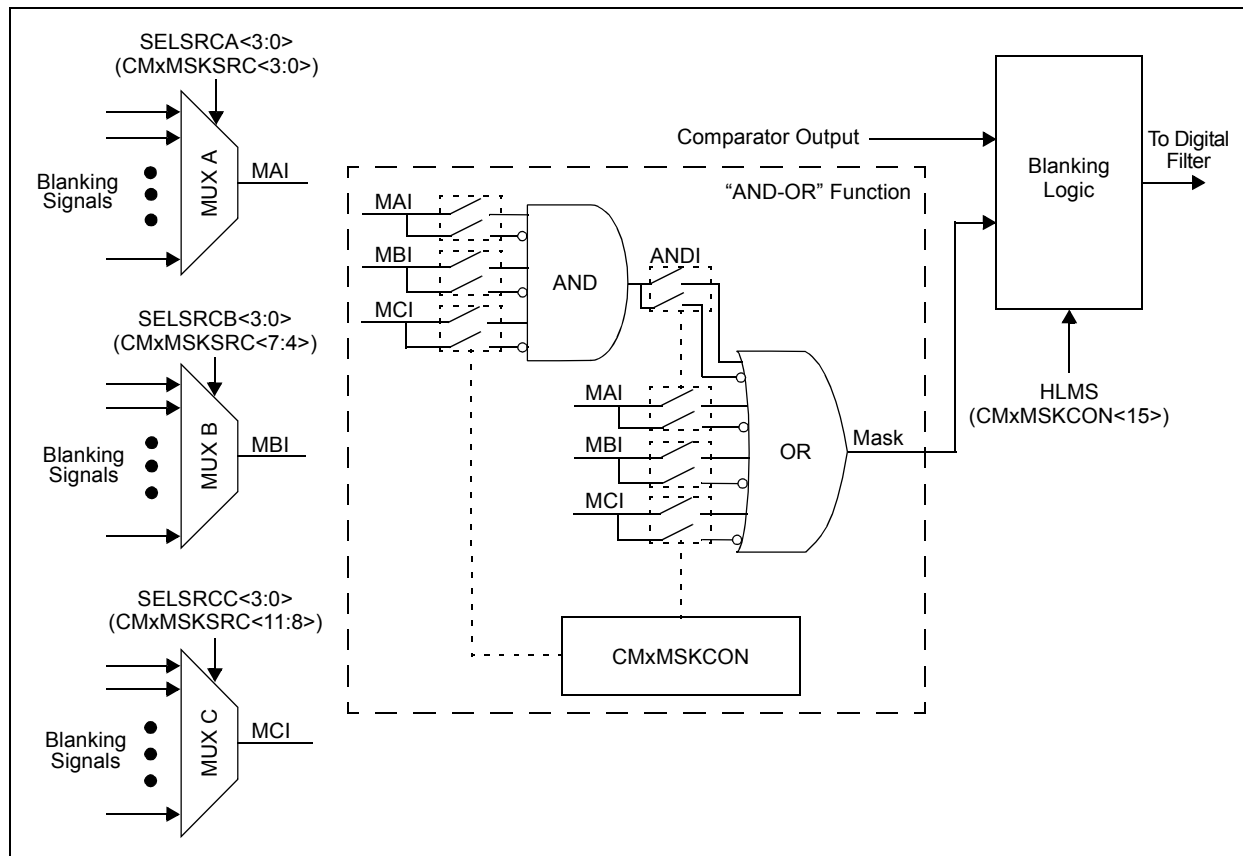 SELSRCA<3:0>
(CMxMSKSRC<3:0>)
Blanking
Signals
MUX A
MAI
SELSRCB<3:0>
(CMxMSKSRC<7:4>)
Blanking
Signals
MUX B
MBI
SELSRCC<3:0>
(CMxMSKSRC<11:8>)
Blanking
Signals
MUX C
MCI
“AND-OR” Function
MAI
MBI
MCI
AND
ANDI
MAI
MBI
MCI
OR
Mask
CMxMSKCON
Comparator Output
Blanking
Logic
To Digital
Filter
HLMS
(CMxMSKCON<15>)